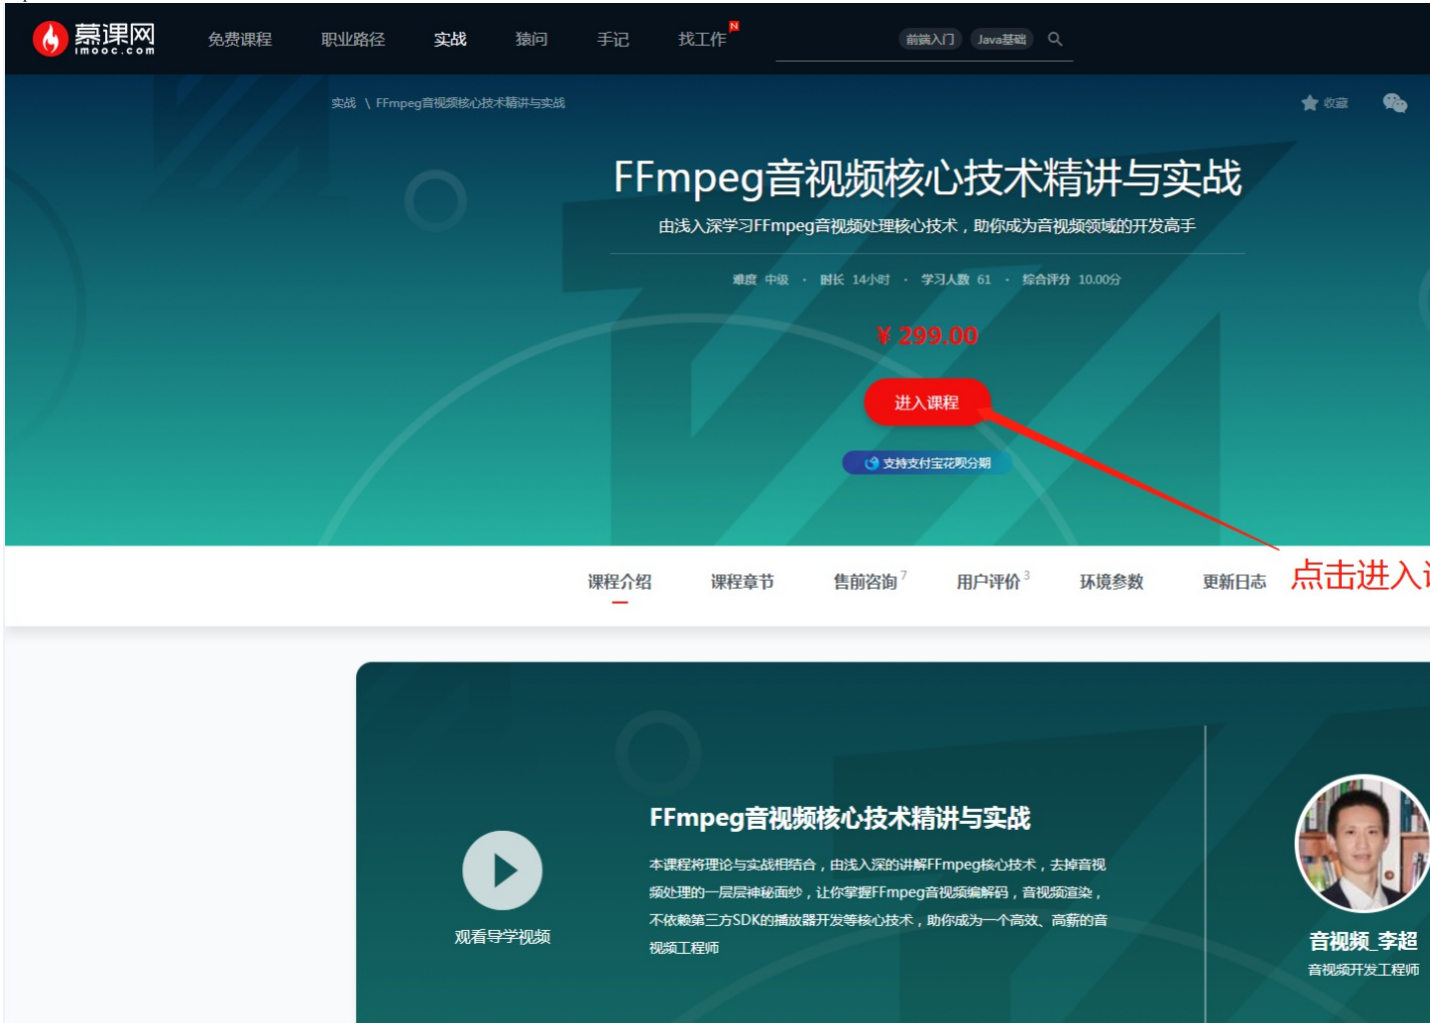 慕课网
imooc.com
免费课程 职业路径 实战 猿问 手记 找工作 N 前端入门 Java基础
实战 \ FFmpeg音视频核心技术精讲与实战 收藏
FFmpeg音视频核心技术精讲与实战
由浅入深学习FFmpeg音视频处理核心技术，助你成为音视频领域的开发高手
难度 中级 · 时长 14小时 · 学习人数 61 · 综合评分 10.00分
¥ 299.00
进入课程
支持支付宝花呗分期
课程介绍 课程章节 售前咨询 7 用户评价 3 环境参数 更新日志
点击进入
FFmpeg音视频核心技术精讲与实战
本课程将理论与实战相结合，由浅入深的讲解FFmpeg核心技术，去掉音视
频处理的一层层神秘面纱，让你掌握FFmpeg音视频编解码，音视频渲染，
不依赖第三方SDK的播放器开发等核心技术，助你成为一个高效、高薪的音
视频工程师
观看导学视频
音视频_李超
音视频开发工程师